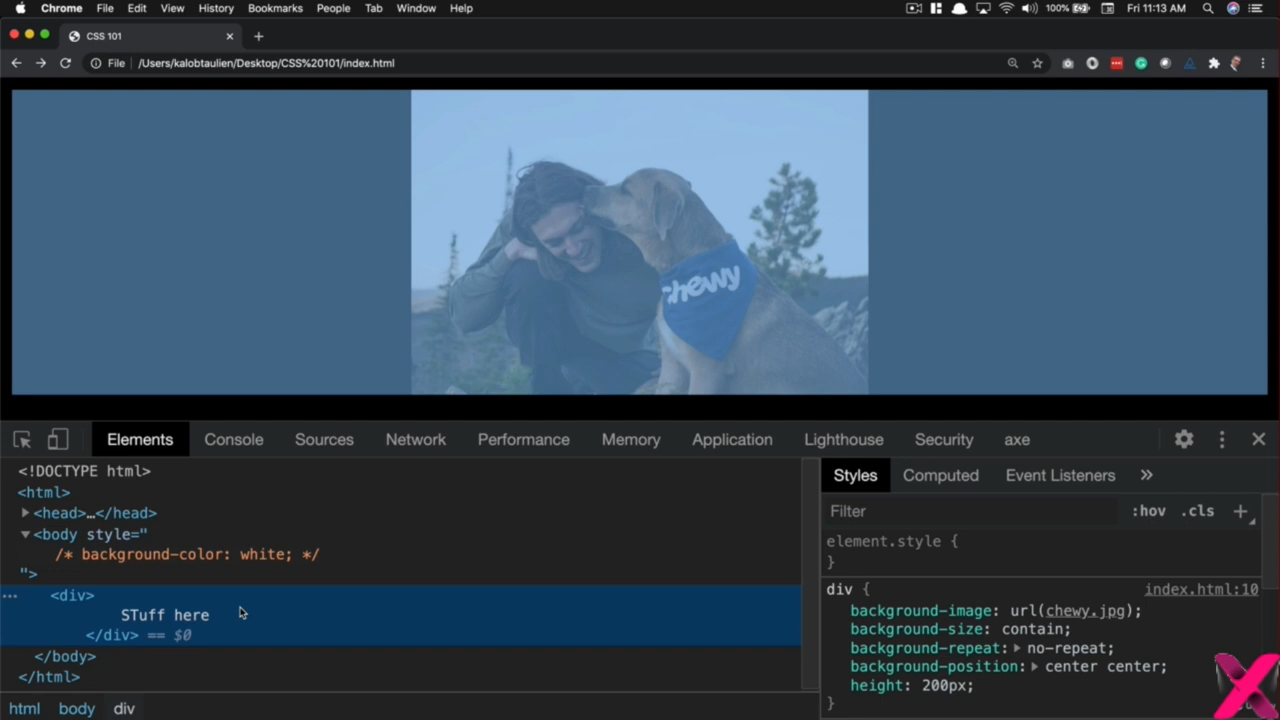 Chrome File Edit View History Bookmarks People Tab Window Help 100% Fri 11:13 AM
CSS 101
File /Users/kalobtaulien/Desktop/CSS%20101/index.html
chewy
Elements Console Sources Network Performance Memory Application Lighthouse Security axe
<!DOCTYPE html>
<html>
<head>…</head>
<body style="
/* background-color: white; */
">
<div>
STuff here
</div> == $0
</body>
</html>
html body div
Styles Computed Event Listeners »
Filter :hov .cls +
element.style {
}
div { index.html:10
background-image: url(chewy.jpg);
background-size: contain;
background-repeat: no-repeat;
background-position: center center;
height: 200px;
}